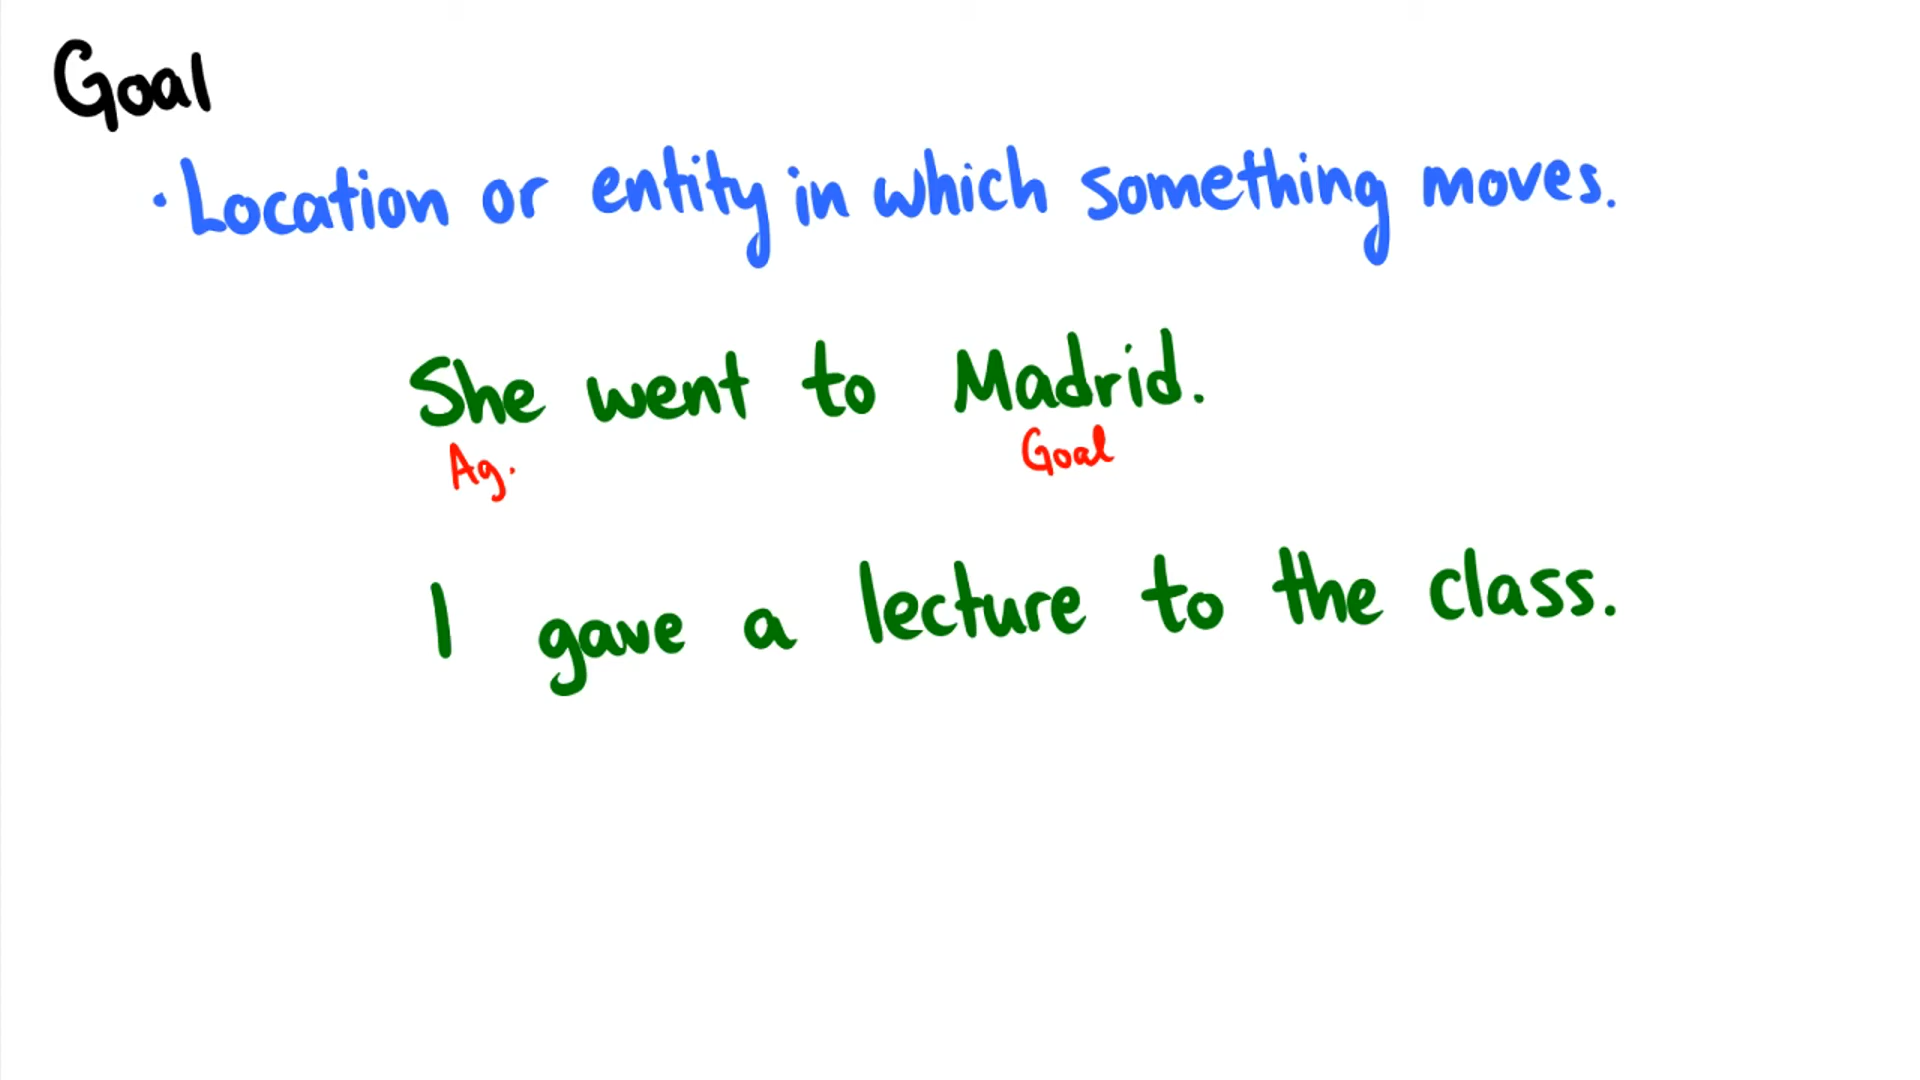 Goal
· Location or entity in which something moves.
She went to Madrid.
Ag. Goal
I gave a lecture to the class.